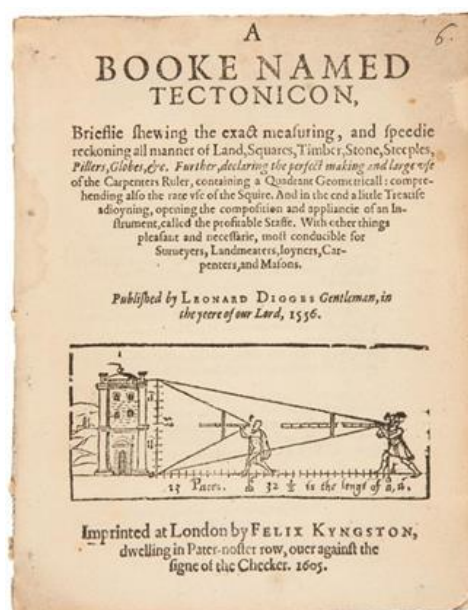 6.
A
BOOKE NAMED
TECTONICON,
Brieflie shewing the exact measuring, and speedie
reckoning all manner of Land, Squares, Timber, Stone, Steeples,
Pillers, Globes, &c. Further, declaring the perfect making and large vse
of the Carpenters Ruler, containing a Quadrant Geometricall: compre-
hending also the rare vse of the Squire. And in the end a little Treatise
adioyning, opening the composition and appliancie of an In-
strument, called the profitable Staffe. With other things
pleasant and necessarie, most conducible for
Surueyers, Landmeaters, Ioyners, Car-
penters, and Masons.
Published by LEONARD DIGGES Gentleman, in
the yeere of our Lord, 1556.
23 Paces. 32 ½ is the lengt of
Imprinted at London by FELIX KYNGSTON,
dwelling in Pater-noster row, ouer against the
signe of the Checker. 1605.